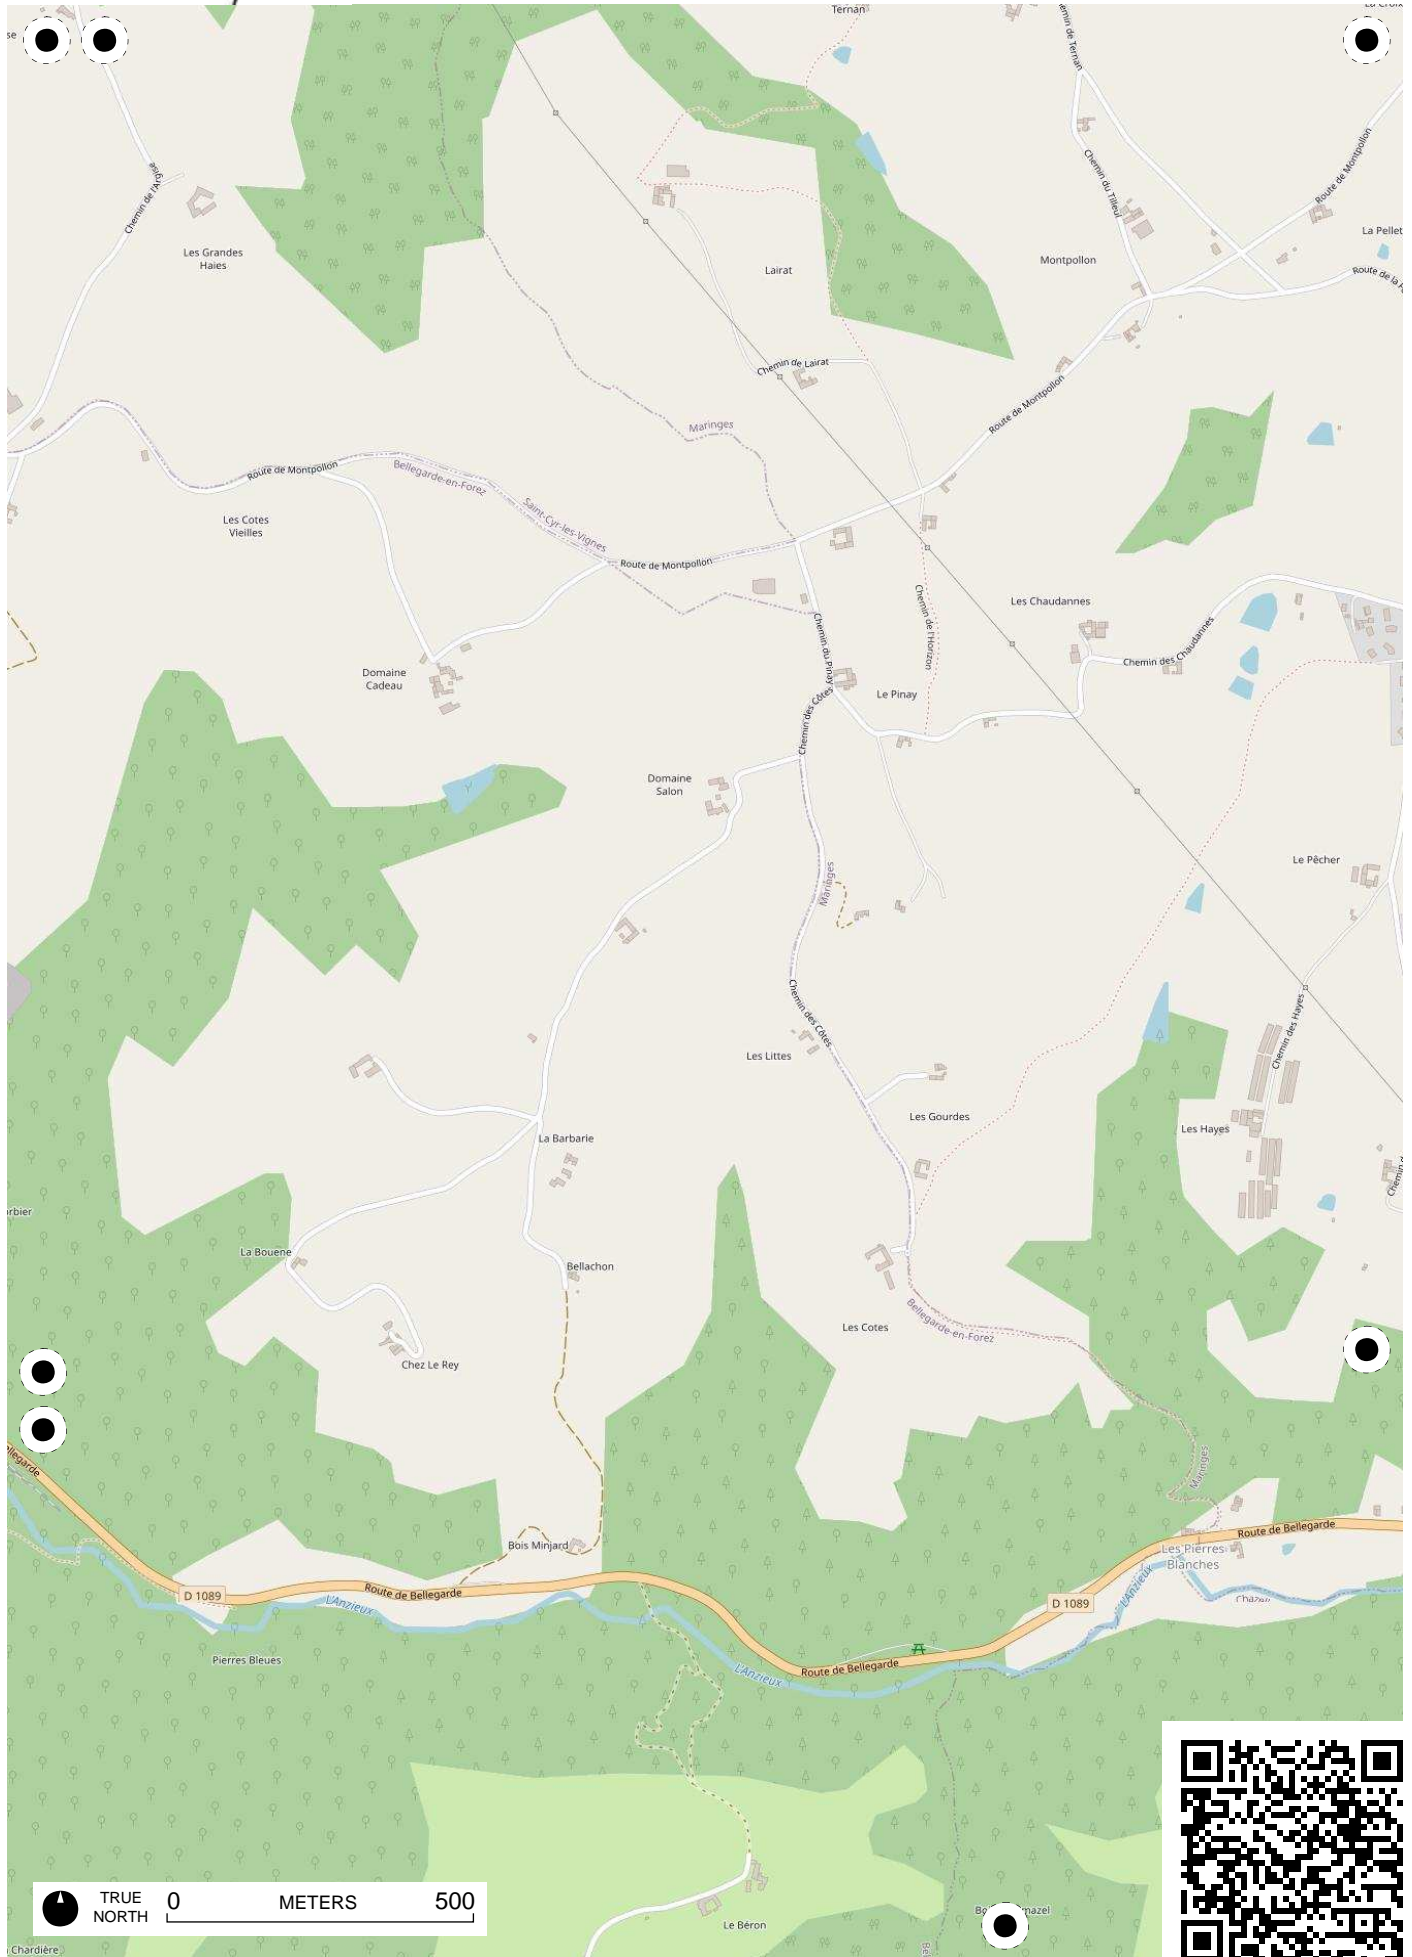 Ternan
Chemin de Ternan
Chemin de l'Argise
Chemin du Tilleul
Route de Montpollon
La Pellet
Les Grandes
Haies
Lairat
Montpollon
Route de la
Chemin de Lairat
Route de Montpollon
Maringes
Route de Montpollon
Bellegarde-en-Forez
Saint-Cyr-les-Vignes
Les Cotes
Vieilles
Route de Montpollon
Chemin de l'Horizon
Les Chaudannes
Chemin du Pinay
Chemin des Chaudannes
Domaine
Cadeau
Le Pinay
Chemin des Côtes
Domaine
Salon
Le Pêcher
Maringes
Chemin des Côtes
Chemin des Hayes
Les Littes
Les Gourdes
Les Hayes
La Barbarie
Chemin d
rbier
La Bouene
Bellachon
Bellegarde-en-Forez
Les Cotes
Chez Le Rey
llegarde
Maringes
Route de Bellegarde
Bois Minjard
Les Pierres
Blanches
D 1089
Route de Bellegarde
L'Anzieux
L'Anzieux
D 1089
Chazel
Pierres Bleues
Route de Bellegarde
L'Anzieux
TRUE
NORTH
0 METERS 500
Le Béron
Bel
Chardière